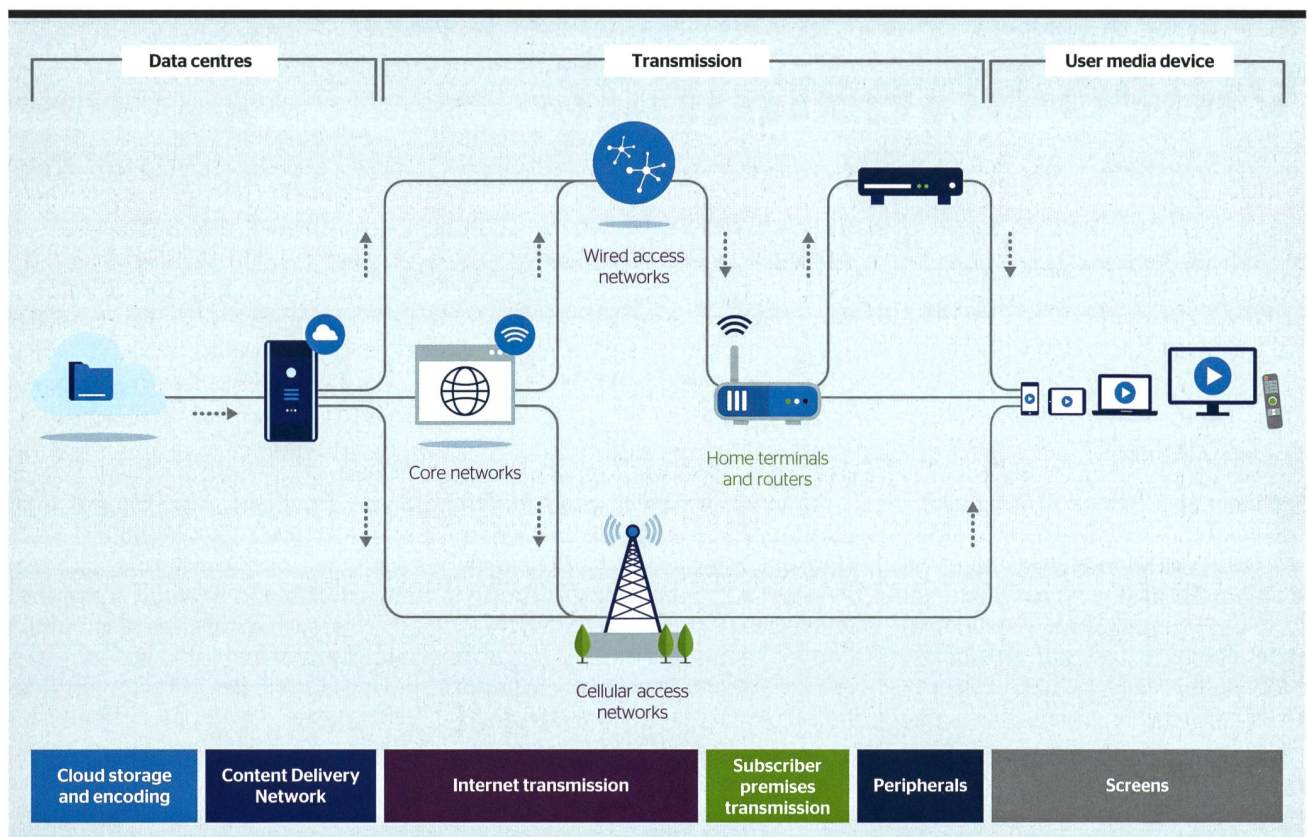 Data centres
Transmission
User media device
Wired access
networks
Core networks
Home terminals
and routers
Cellular access
networks
Cloud storage
and encoding
Content Delivery
Network
Internet transmission
Subscriber
premises
transmission
Peripherals
Screens